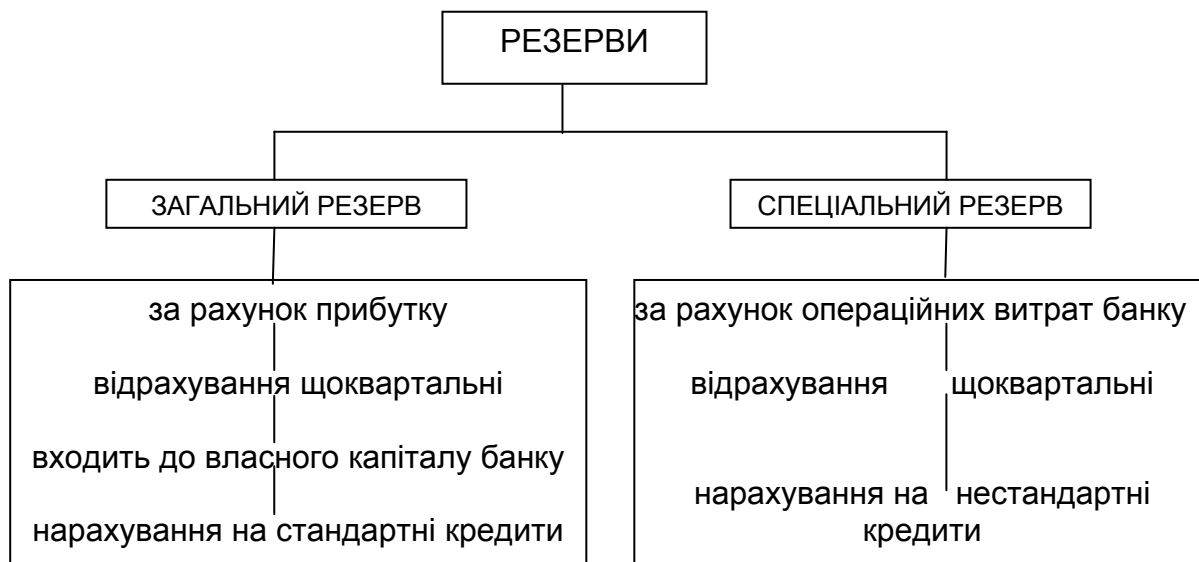 РЕЗЕРВИ
ЗАГАЛЬНИЙ РЕЗЕРВ
СПЕЦІАЛЬНИЙ РЕЗЕРВ
за рахунок прибутку
відрахування щоквартальні
входить до власного капіталу банку
нарахування на стандартні кредити
за рахунок операційних витрат банку
відрахування щоквартальні
нарахування на нестандартні
кредити